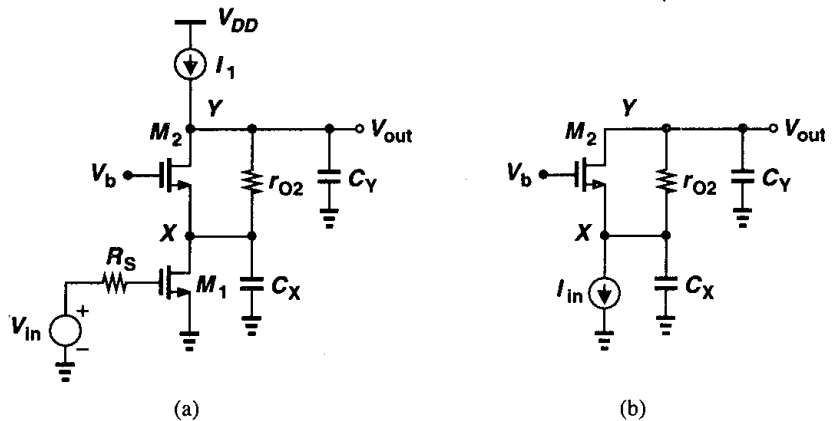 V_DD
I_1
Y
M_2
V_out
V_b
r_O2
C_Y
X
R_S
M_1
C_X
V_in
+
−
(a)
Y
M_2
V_out
V_b
r_O2
C_Y
X
I_in
C_X
(b)